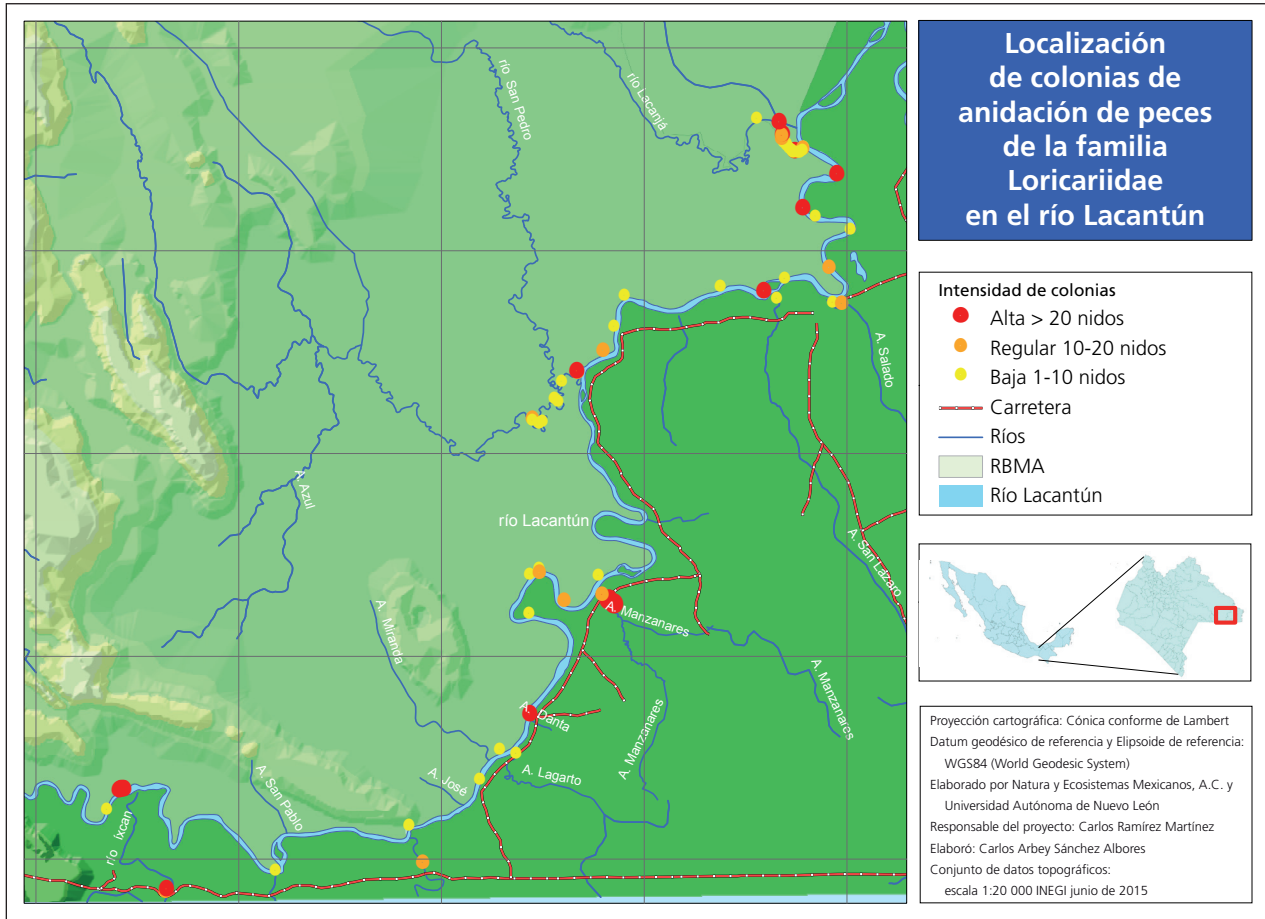 Localización
de colonias de
anidación de peces
de la familia
Loricariidae
en el río Lacantún
Intensidad de colonias
Alta > 20 nidos
Regular 10-20 nidos
Baja 1-10 nidos
Carretera
Ríos
RBMA
Río Lacantún
Proyección cartográfica: Cónica conforme de Lambert
Datum geodésico de referencia y Elipsoide de referencia:
WGS84 (World Geodesic System)
Elaborado por Natura y Ecosistemas Mexicanos, A.C. y
Universidad Autónoma de Nuevo León
Responsable del proyecto: Carlos Ramírez Martínez
Elaboró: Carlos Arbey Sánchez Albores
Conjunto de datos topográficos:
escala 1:20 000 INEGI junio de 2015
río San Pedro
río Lacanjá
A. Salado
A. Azul
río Lacantún
A. San Lázaro
A. Manzanares
A. Miranda
A. Manzanares
A. Danta
A. Manzanares
A. Lagarto
A. José
A. San Pablo
río Ixcan